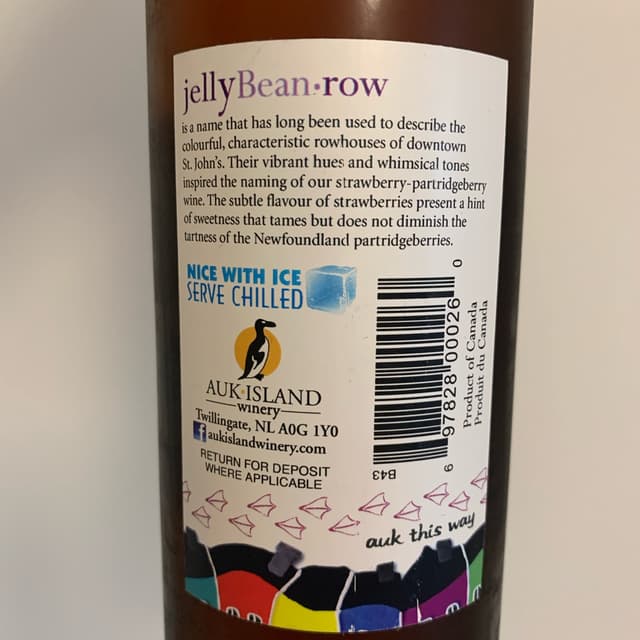 jellyBean·row
is a name that has long been used to describe the
colourful, characteristic rowhouses of downtown
St. John's. Their vibrant hues and whimsical tones
inspired the naming of our strawberry-partridgeberry
wine. The subtle flavour of strawberries present a hint
of sweetness that tames but does not diminish the
tartness of the Newfoundland partridgeberries.
NICE WITH ICE
SERVE CHILLED
AUK·ISLAND
winery
Twillingate, NL A0G 1Y0
f aukislandwinery.com
RETURN FOR DEPOSIT
WHERE APPLICABLE
B43
6 97828 00026 0
Product of Canada
Produit du Canada
auk this way